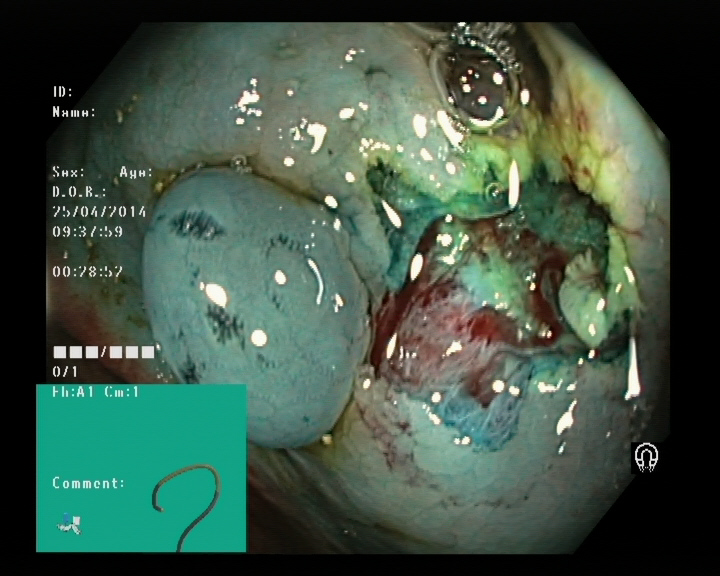 ID:
Name:
Sex: Age:
D.O.B.:
25/04/2014
09:37:59
00:28:52
■■■/■■■
0/1
Eh:A1 Cm:1
Comment: